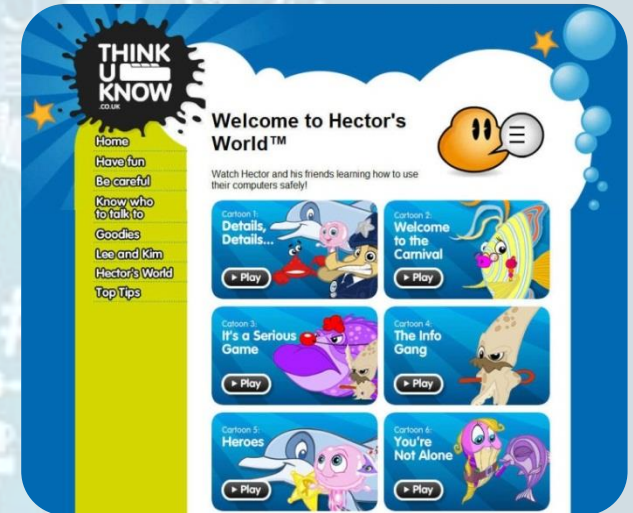 THINK
U
KNOW
.CO.UK
Home
Have fun
Be careful
Know who
to talk to
Goodies
Lee and Kim
Hector's World
Top Tips
Welcome to Hector's
World™
Watch Hector and his friends learning how to use
their computers safely!
Cartoon 1:
Details,
Details...
Play
Cartoon 2:
Welcome
to the
Carnival
Play
Catoon 3:
It's a Serious
Game
Play
Cartoon 4:
The Info
Gang
Play
Cartoon 5:
Heroes
Play
Cartoon 6:
You're
Not Alone
Play